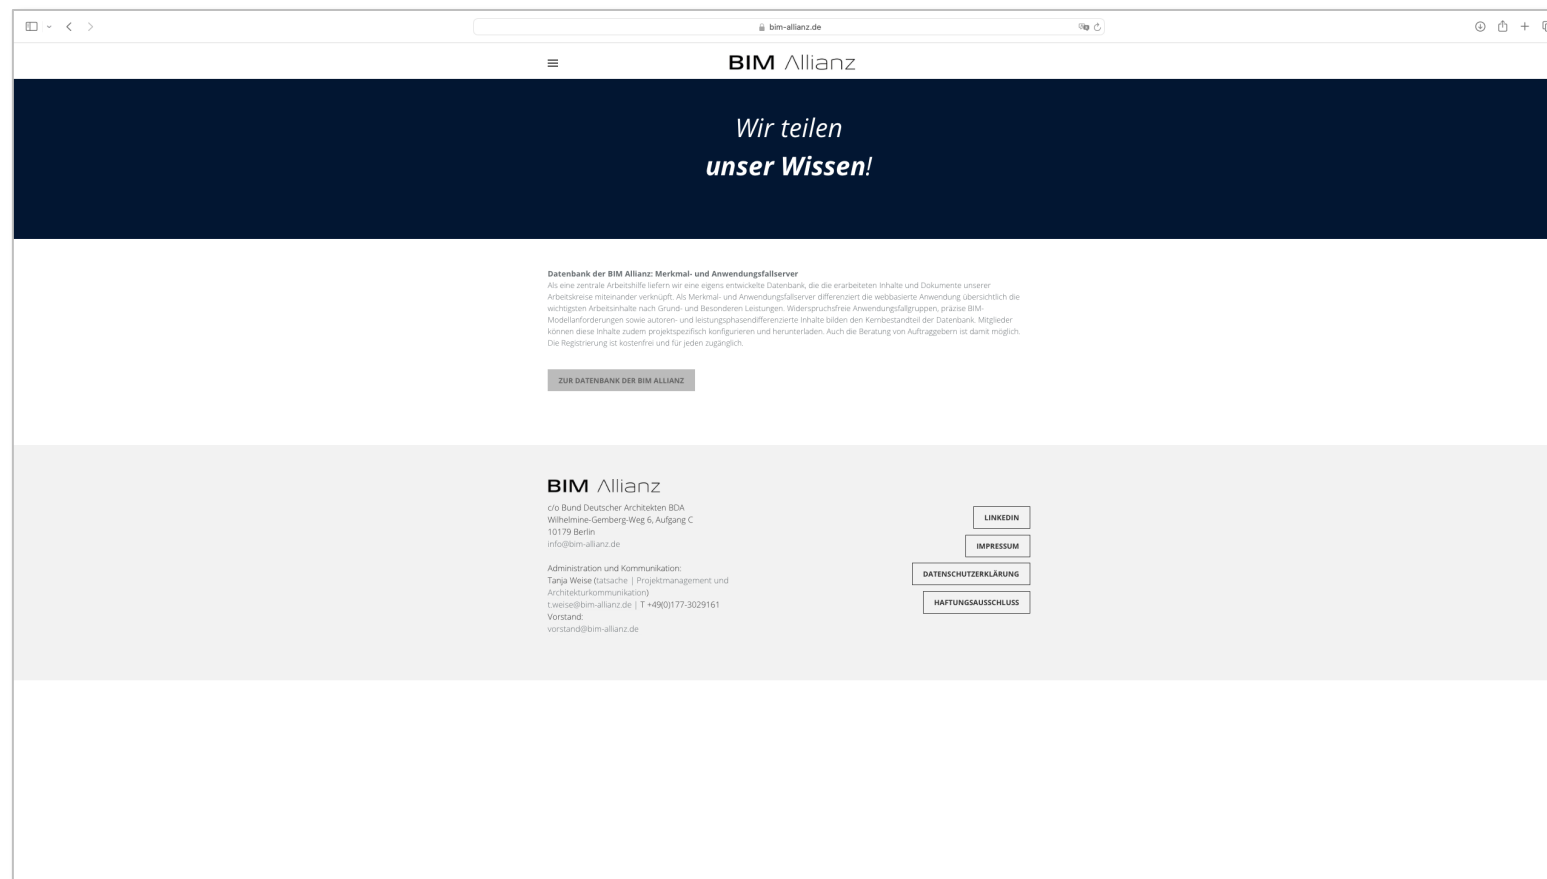 bim-allianz.de
BIM Allianz
Wir teilen
unser Wissen!
Datenbank der BIM Allianz: Merkmal- und Anwendungsfallserver
Als eine zentrale Arbeitshilfe liefern wir eine eigens entwickelte Datenbank, die die erarbeiteten Inhalte und Dokumente unserer
Arbeitskreise miteinander verknüpft. Als Merkmal- und Anwendungsfallserver differenziert die webbasierte Anwendung übersichtlich die
wichtigsten Arbeitsinhalte nach Grund- und Besonderen Leistungen. Widerspruchsfreie Anwendungsfallgruppen, präzise BIM-
Modellanforderungen sowie autoren- und leistungsphasendifferenzierte Inhalte bilden den Kernbestandteil der Datenbank. Mitglieder
können diese Inhalte zudem projektspezifisch konfigurieren und herunterladen. Auch die Beratung von Auftraggebern ist damit möglich.
Die Registrierung ist kostenfrei und für jeden zugänglich.
ZUR DATENBANK DER BIM ALLIANZ
BIM Allianz
c/o Bund Deutscher Architekten BDA
Wilhelmine-Gemberg-Weg 6, Aufgang C
10179 Berlin
info@bim-allianz.de
Administration und Kommunikation:
Tanja Weise (tatsache | Projektmanagement und
Architekturkommunikation)
t.weise@bim-allianz.de | T +49(0)177-3029161
Vorstand:
vorstand@bim-allianz.de
LINKEDIN
IMPRESSUM
DATENSCHUTZERKLÄRUNG
HAFTUNGSAUSSCHLUSS